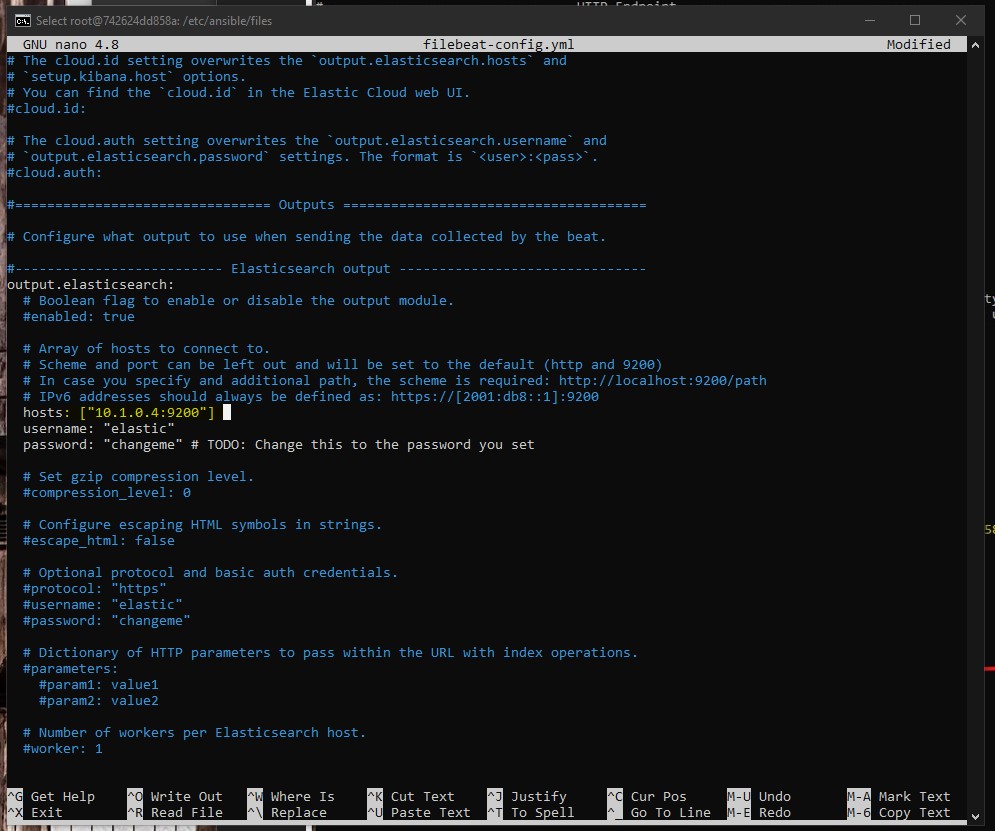 HTTP Endpoint
Select root@742624dd858a: /etc/ansible/files
GNU nano 4.8 filebeat-config.yml Modified
# The cloud.id setting overwrites the `output.elasticsearch.hosts` and
# `setup.kibana.host` options.
# You can find the `cloud.id` in the Elastic Cloud web UI.
#cloud.id:
# The cloud.auth setting overwrites the `output.elasticsearch.username` and
# `output.elasticsearch.password` settings. The format is `<user>:<pass>`.
#cloud.auth:
#================================ Outputs ======================================
# Configure what output to use when sending the data collected by the beat.
#-------------------------- Elasticsearch output -------------------------------
output.elasticsearch:
# Boolean flag to enable or disable the output module.
#enabled: true
# Array of hosts to connect to.
# Scheme and port can be left out and will be set to the default (http and 9200)
# In case you specify and additional path, the scheme is required: http://localhost:9200/path
# IPv6 addresses should always be defined as: https://[2001:db8::1]:9200
hosts: ["10.1.0.4:9200"]
username: "elastic"
password: "changeme" # TODO: Change this to the password you set
# Set gzip compression level.
#compression_level: 0
# Configure escaping HTML symbols in strings.
#escape_html: false
# Optional protocol and basic auth credentials.
#protocol: "https"
#username: "elastic"
#password: "changeme"
# Dictionary of HTTP parameters to pass within the URL with index operations.
#parameters:
#param1: value1
#param2: value2
# Number of workers per Elasticsearch host.
#worker: 1
^G Get Help ^O Write Out ^W Where Is ^K Cut Text ^J Justify ^C Cur Pos M-U Undo M-A Mark Text
^X Exit ^R Read File ^\ Replace ^U Paste Text ^T To Spell ^_ Go To Line M-E Redo M-6 Copy Text